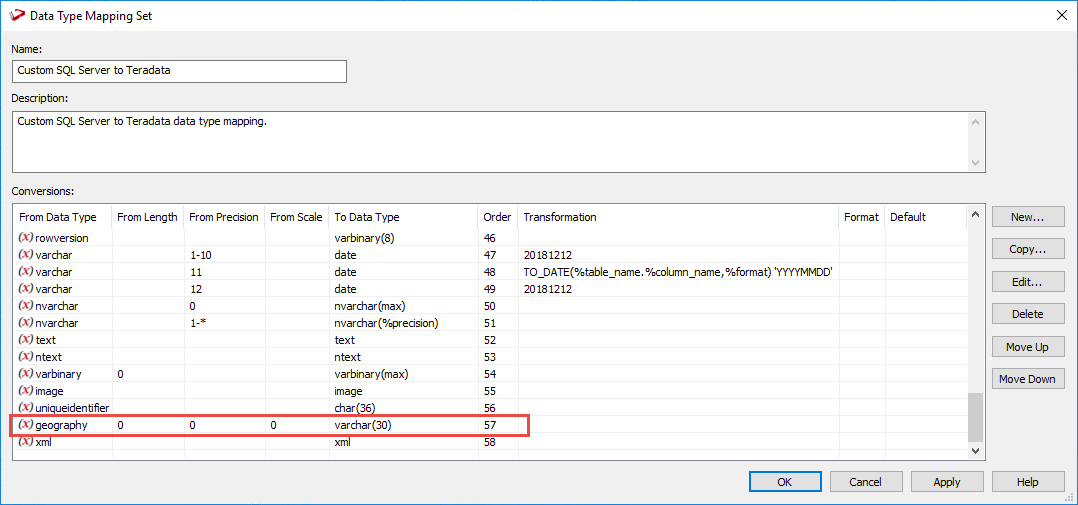 Data Type Mapping Set
Name:
Custom SQL Server to Teradata
Description:
Custom SQL Server to Teradata data type mapping.
Conversions:
From Data Type From Length From Precision From Scale To Data Type Order Transformation Format Default
(x) rowversion varbinary(8) 46
(x) varchar 1-10 date 47 20181212
(x) varchar 11 date 48 TO_DATE(%table_name.%column_name,%format) 'YYYYMMDD'
(x) varchar 12 date 49 20181212
(x) nvarchar 0 nvarchar(max) 50
(x) nvarchar 1-* nvarchar(%precision) 51
(x) text text 52
(x) ntext ntext 53
(x) varbinary 0 varbinary(max) 54
(x) image image 55
(x) uniqueidentifier char(36) 56
(x) geography 0 0 0 varchar(30) 57
(x) xml xml 58
New...
Copy...
Edit...
Delete
Move Up
Move Down
OK Cancel Apply Help